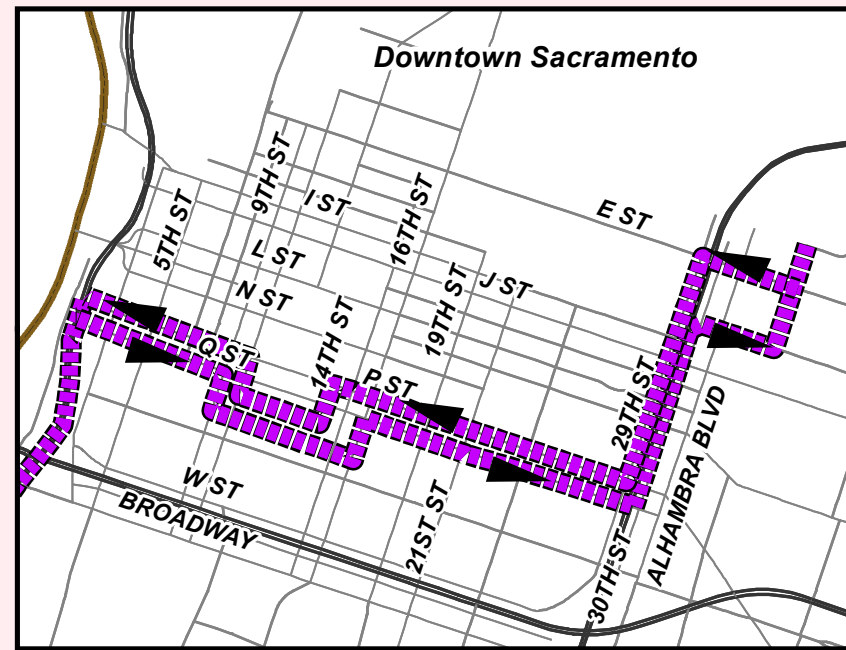 Downtown Sacramento
E ST
9TH ST
I ST
16TH ST
5TH ST
L ST
J ST
N ST
19TH ST
14TH ST
Q ST
P ST
29TH ST
ALHAMBRA BLVD
W ST
BROADWAY
21ST ST
30TH ST